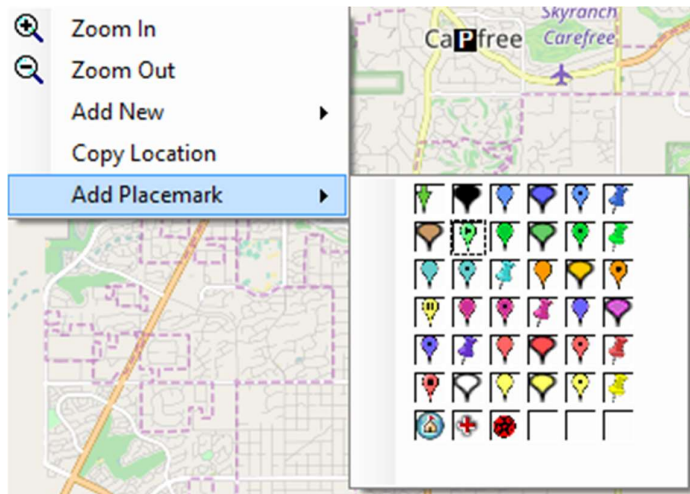 Zoom In
Zoom Out
Add New
Copy Location
Add Placemark
Skyranch
Carefree
Ca P free